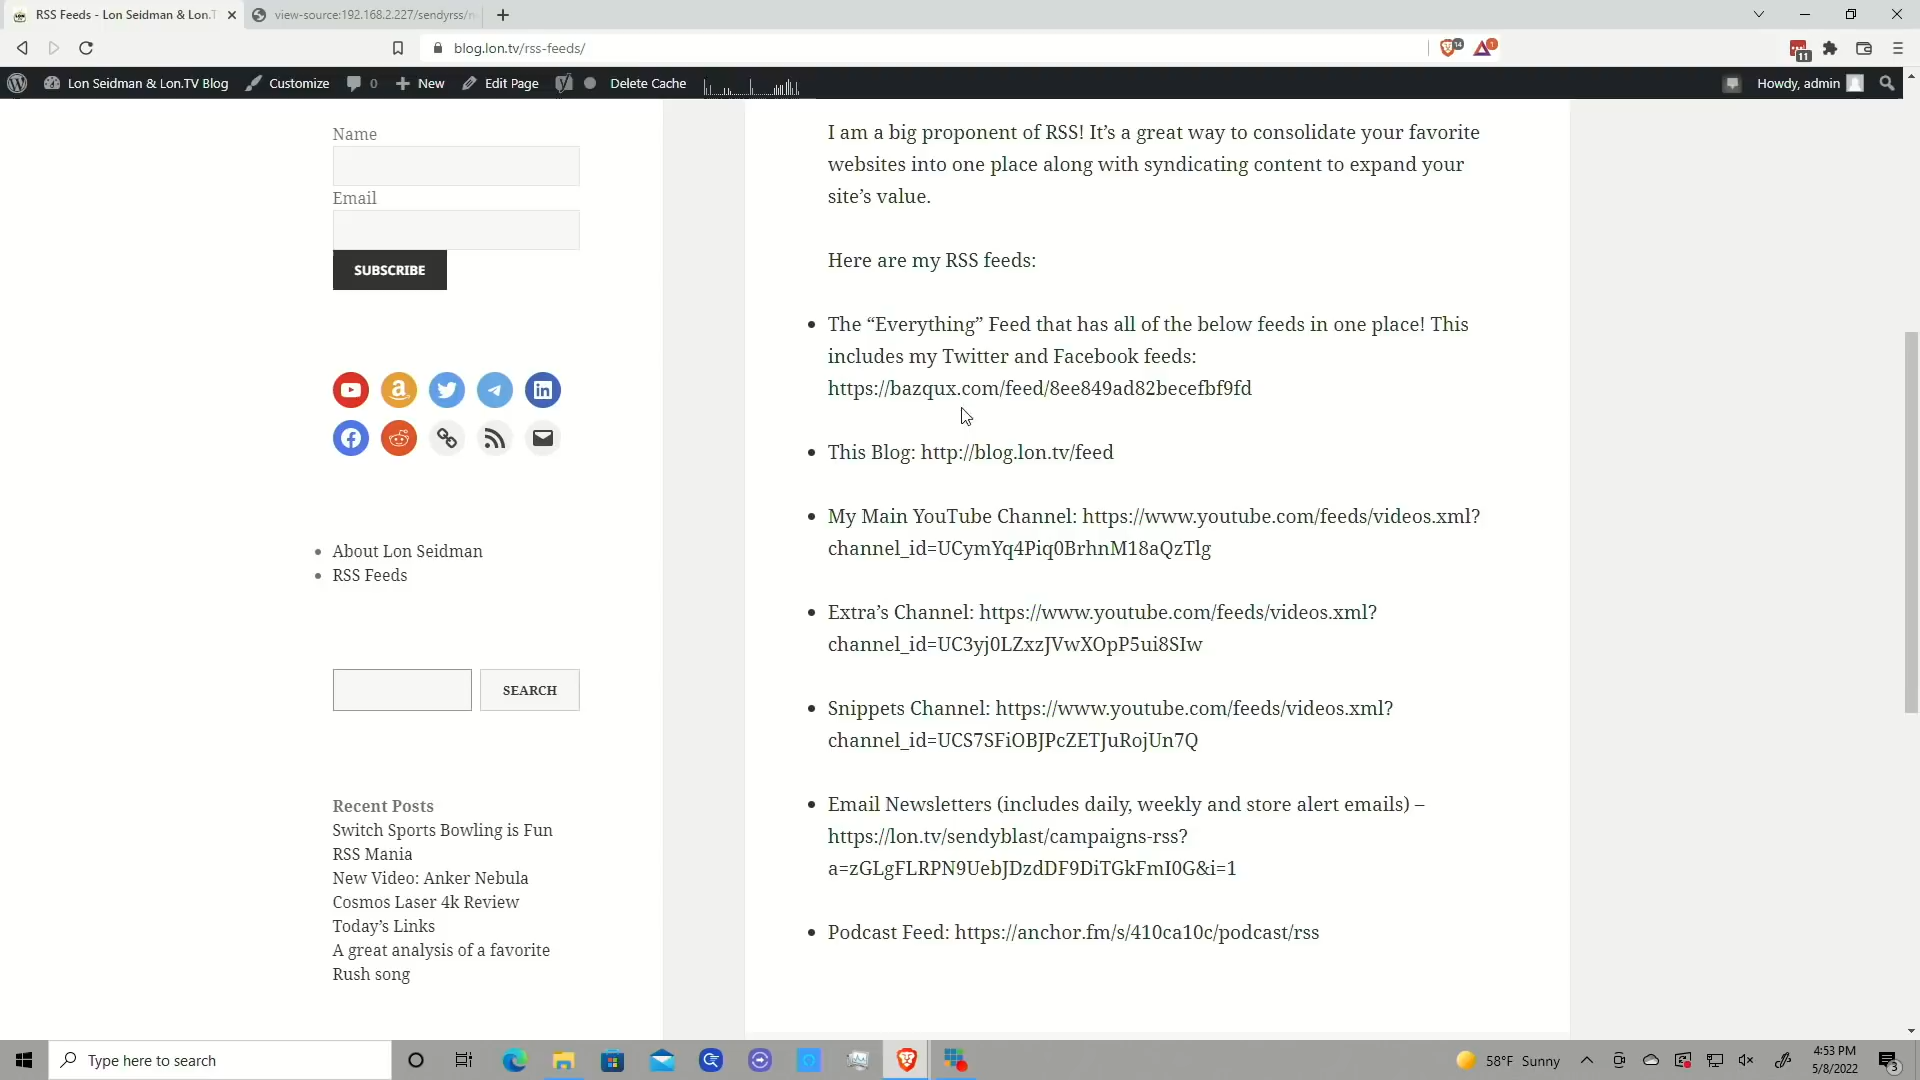 RSS Feeds - Lon Seidman & Lon.T
view-source:192.168.2.227/sendyrss/
blog.lon.tv/rss-feeds/
14
1
11
Lon Seidman & Lon.TV Blog
Customize
0
New
Edit Page
Delete Cache
Howdy, admin
Name
Email
SUBSCRIBE
About Lon Seidman
RSS Feeds
SEARCH
Recent Posts
Switch Sports Bowling is Fun
RSS Mania
New Video: Anker Nebula
Cosmos Laser 4k Review
Today’s Links
A great analysis of a favorite
Rush song
I am a big proponent of RSS! It’s a great way to consolidate your favorite
websites into one place along with syndicating content to expand your
site’s value.
Here are my RSS feeds:
The “Everything” Feed that has all of the below feeds in one place! This
includes my Twitter and Facebook feeds:
https://bazqux.com/feed/8ee849ad82becefbf9fd
This Blog: http://blog.lon.tv/feed
My Main YouTube Channel: https://www.youtube.com/feeds/videos.xml?
channel_id=UCymYq4Piq0BrhnM18aQzTlg
Extra’s Channel: https://www.youtube.com/feeds/videos.xml?
channel_id=UC3yj0LZxzJVwXOpP5ui8SIw
Snippets Channel: https://www.youtube.com/feeds/videos.xml?
channel_id=UCS7SFiOBJPcZETJuRojUn7Q
Email Newsletters (includes daily, weekly and store alert emails) –
https://lon.tv/sendyblast/campaigns-rss?
a=zGLgFLRPN9UebJDzdDF9DiTGkFmI0G&i=1
Podcast Feed: https://anchor.fm/s/410ca10c/podcast/rss
Type here to search
58°F Sunny
4:53 PM
5/8/2022
3